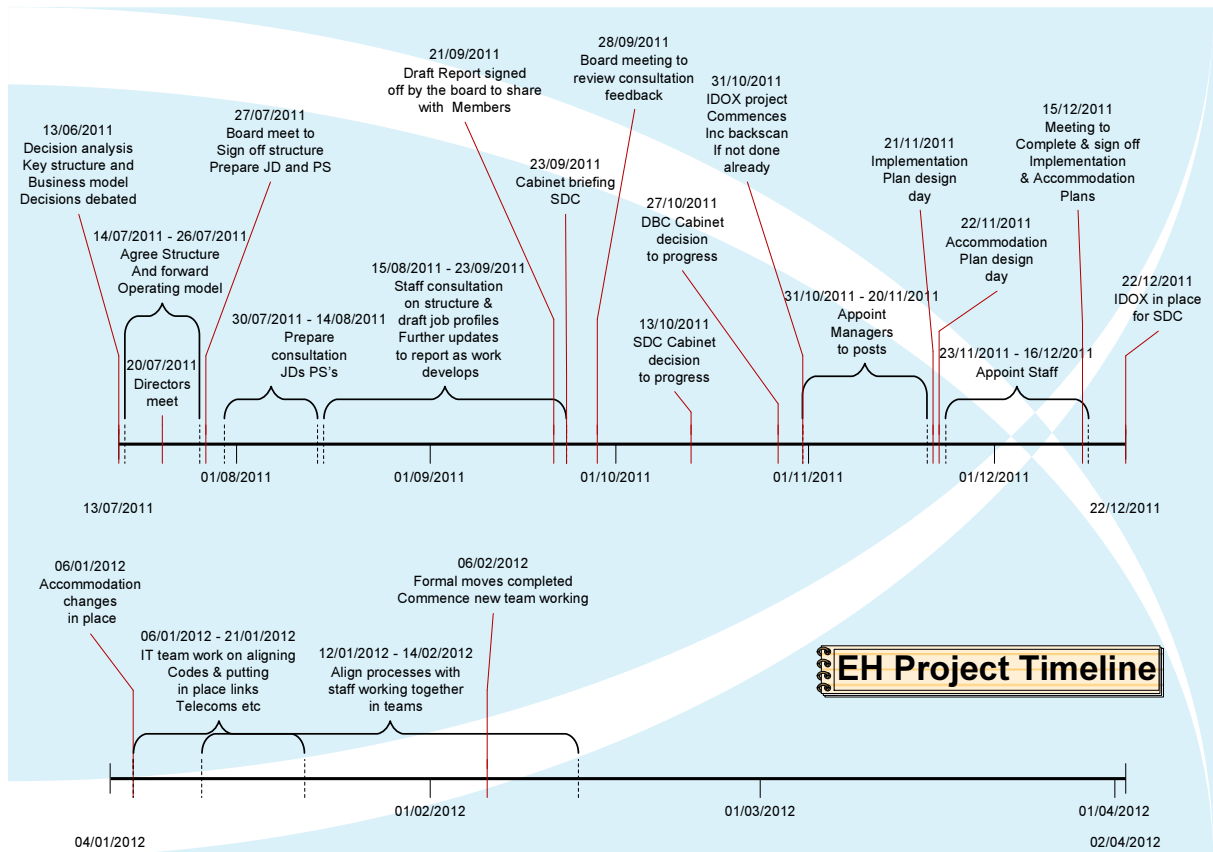 28/09/2011
Board meeting to
review consultation
feedback
21/09/2011
Draft Report signed
off by the board to share
with  Members
31/10/2011
IDOX project
Commences
Inc backscan
If not done
already
15/12/2011
Meeting to
Complete & sign off
Implementation
& Accommodation
Plans
27/07/2011
Board meet to
Sign off structure
Prepare JD and PS
13/06/2011
Decision analysis
Key structure and
Business model
Decisions debated
21/11/2011
Implementation
Plan design
day
23/09/2011
Cabinet briefing
SDC
27/10/2011
DBC Cabinet
decision
to progress
22/11/2011
Accommodation
Plan design
day
14/07/2011 - 26/07/2011
Agree Structure
And forward
Operating model
15/08/2011 - 23/09/2011
Staff consultation
on structure &
draft job profiles
Further updates
to report as work
develops
22/12/2011
IDOX in place
for SDC
31/10/2011 - 20/11/2011
Appoint
Managers
to posts
30/07/2011 - 14/08/2011
Prepare
consultation
JDs PS's
13/10/2011
SDC Cabinet
decision
to progress
23/11/2011 - 16/12/2011
Appoint Staff
20/07/2011
Directors
meet
01/08/2011
01/09/2011
01/10/2011
01/11/2011
01/12/2011
13/07/2011
22/12/2011
06/01/2012
Accommodation
changes
in place
06/02/2012
Formal moves completed
Commence new team working
06/01/2012 - 21/01/2012
IT team work on aligning
Codes & putting
in place links
Telecoms etc
12/01/2012 - 14/02/2012
Align processes with
staff working together
in teams
EH Project Timeline
01/02/2012
01/03/2012
01/04/2012
04/01/2012
02/04/2012